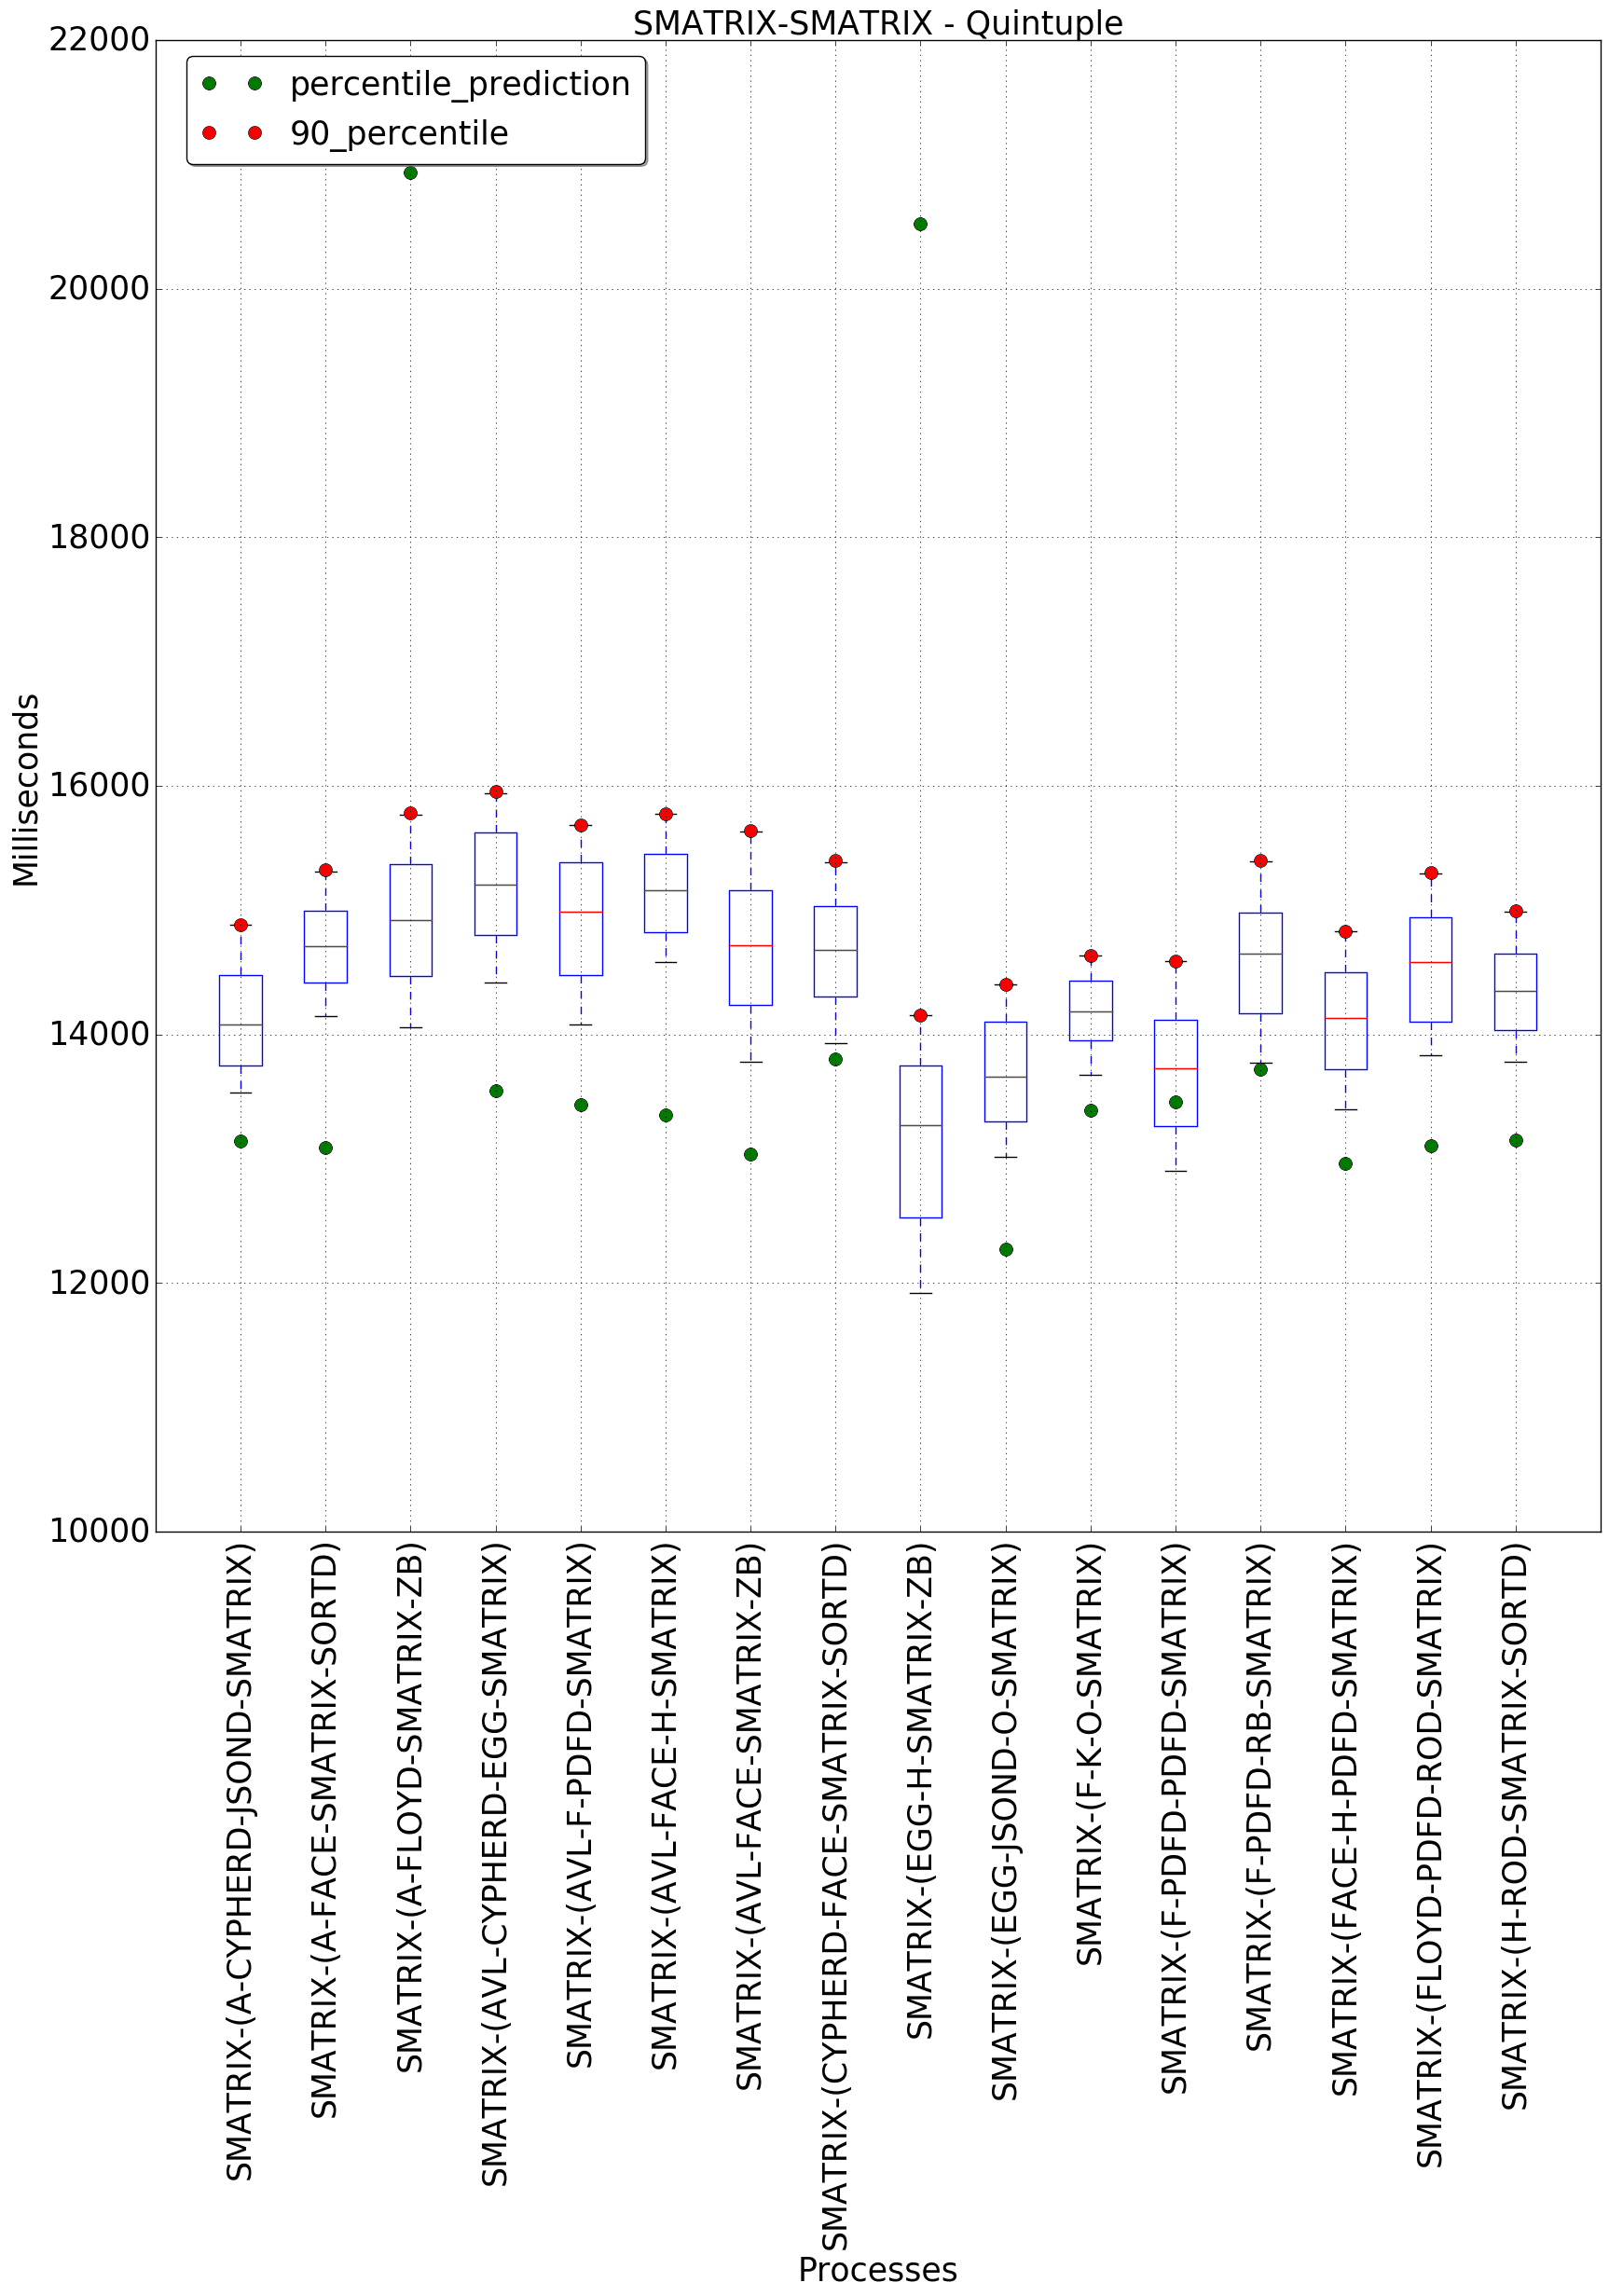 SMATRIX-SMATRIX - Quintuple
percentile_prediction
90_percentile
22000
20000
18000
16000
14000
12000
10000
Milliseconds
SMATRIX-(A-CYPHERD-JSOND-SMATRIX)
SMATRIX-(A-FACE-SMATRIX-SORTD)
SMATRIX-(A-FLOYD-SMATRIX-ZB)
SMATRIX-(AVL-CYPHERD-EGG-SMATRIX)
SMATRIX-(AVL-F-PDFD-SMATRIX)
SMATRIX-(AVL-FACE-H-SMATRIX)
SMATRIX-(AVL-FACE-SMATRIX-ZB)
SMATRIX-(CYPHERD-FACE-SMATRIX-SORTD)
SMATRIX-(EGG-H-SMATRIX-ZB)
SMATRIX-(EGG-JSOND-O-SMATRIX)
SMATRIX-(F-K-O-SMATRIX)
SMATRIX-(F-PDFD-PDFD-SMATRIX)
SMATRIX-(F-PDFD-RB-SMATRIX)
SMATRIX-(FACE-H-PDFD-SMATRIX)
SMATRIX-(FLOYD-PDFD-ROD-SMATRIX)
SMATRIX-(H-ROD-SMATRIX-SORTD)
Processes